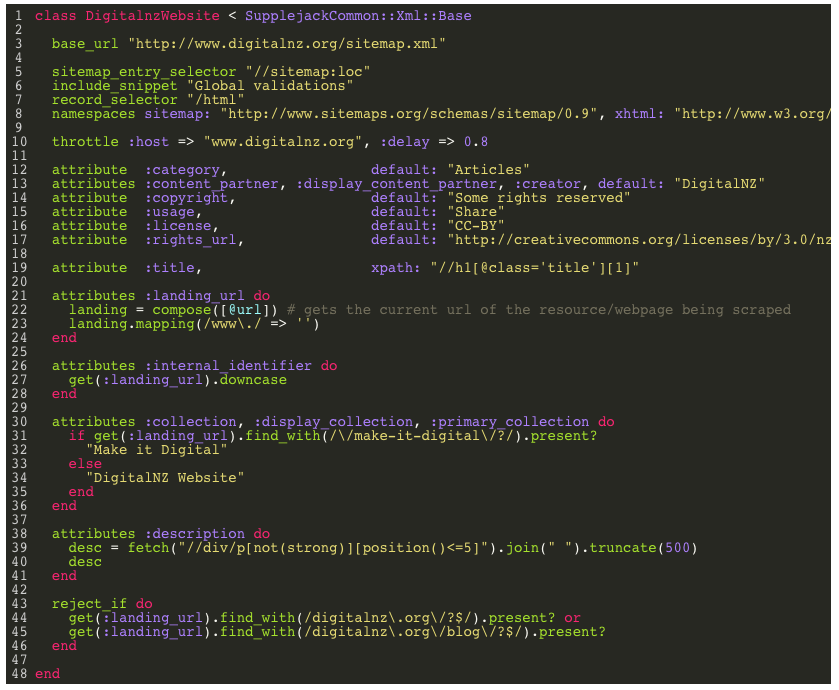 1 class DigitalnzWebsite < SupplejackCommon::Xml::Base
2
3   base_url "http://www.digitalnz.org/sitemap.xml"
4
5   sitemap_entry_selector "//sitemap:loc"
6   include_snippet "Global validations"
7   record_selector "/html"
8   namespaces sitemap: "http://www.sitemaps.org/schemas/sitemap/0.9", xhtml: "http://www.w3.org/
9
10   throttle :host => "www.digitalnz.org", :delay => 0.8
11
12   attribute  :category,                 default: "Articles"
13   attributes :content_partner, :display_content_partner, :creator, default: "DigitalNZ"
14   attribute  :copyright,                default: "Some rights reserved"
15   attribute  :usage,                    default: "Share"
16   attribute  :license,                  default: "CC-BY"
17   attribute  :rights_url,               default: "http://creativecommons.org/licenses/by/3.0/nz
18
19   attribute  :title,                    xpath: "//h1[@class='title'][1]"
20
21   attributes :landing_url do
22     landing = compose([@url]) # gets the current url of the resource/webpage being scraped
23     landing.mapping(/www\./ => '')
24   end
25
26   attributes :internal_identifier do
27     get(:landing_url).downcase
28   end
29
30   attributes :collection, :display_collection, :primary_collection do
31     if get(:landing_url).find_with(/\/make-it-digital\/?/).present?
32       "Make it Digital"
33     else
34       "DigitalNZ Website"
35     end
36   end
37
38   attributes :description do
39     desc = fetch("//div/p[not(strong)][position()<=5]").join(" ").truncate(500)
40     desc
41   end
42
43   reject_if do
44     get(:landing_url).find_with(/digitalnz\.org\/?$/).present? or
45     get(:landing_url).find_with(/digitalnz\.org\/blog\/?$/).present?
46   end
47
48 end